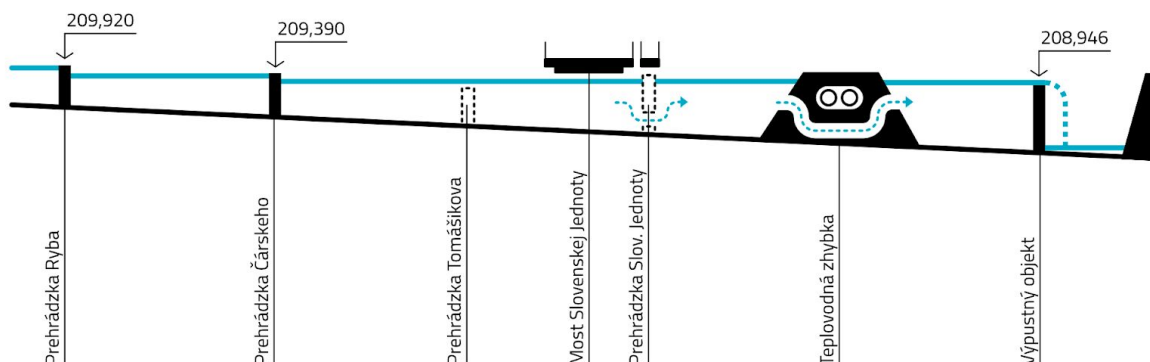 209,920
209,390
208,946
Prehrádzka Ryba
Prehrádzka Čárskeho
Prehrádzka Tomášikova
Most Slovenskej Jednoty
Prehrádzka Slov. Jednoty
Teplovodná zhybka
Výpustný objekt